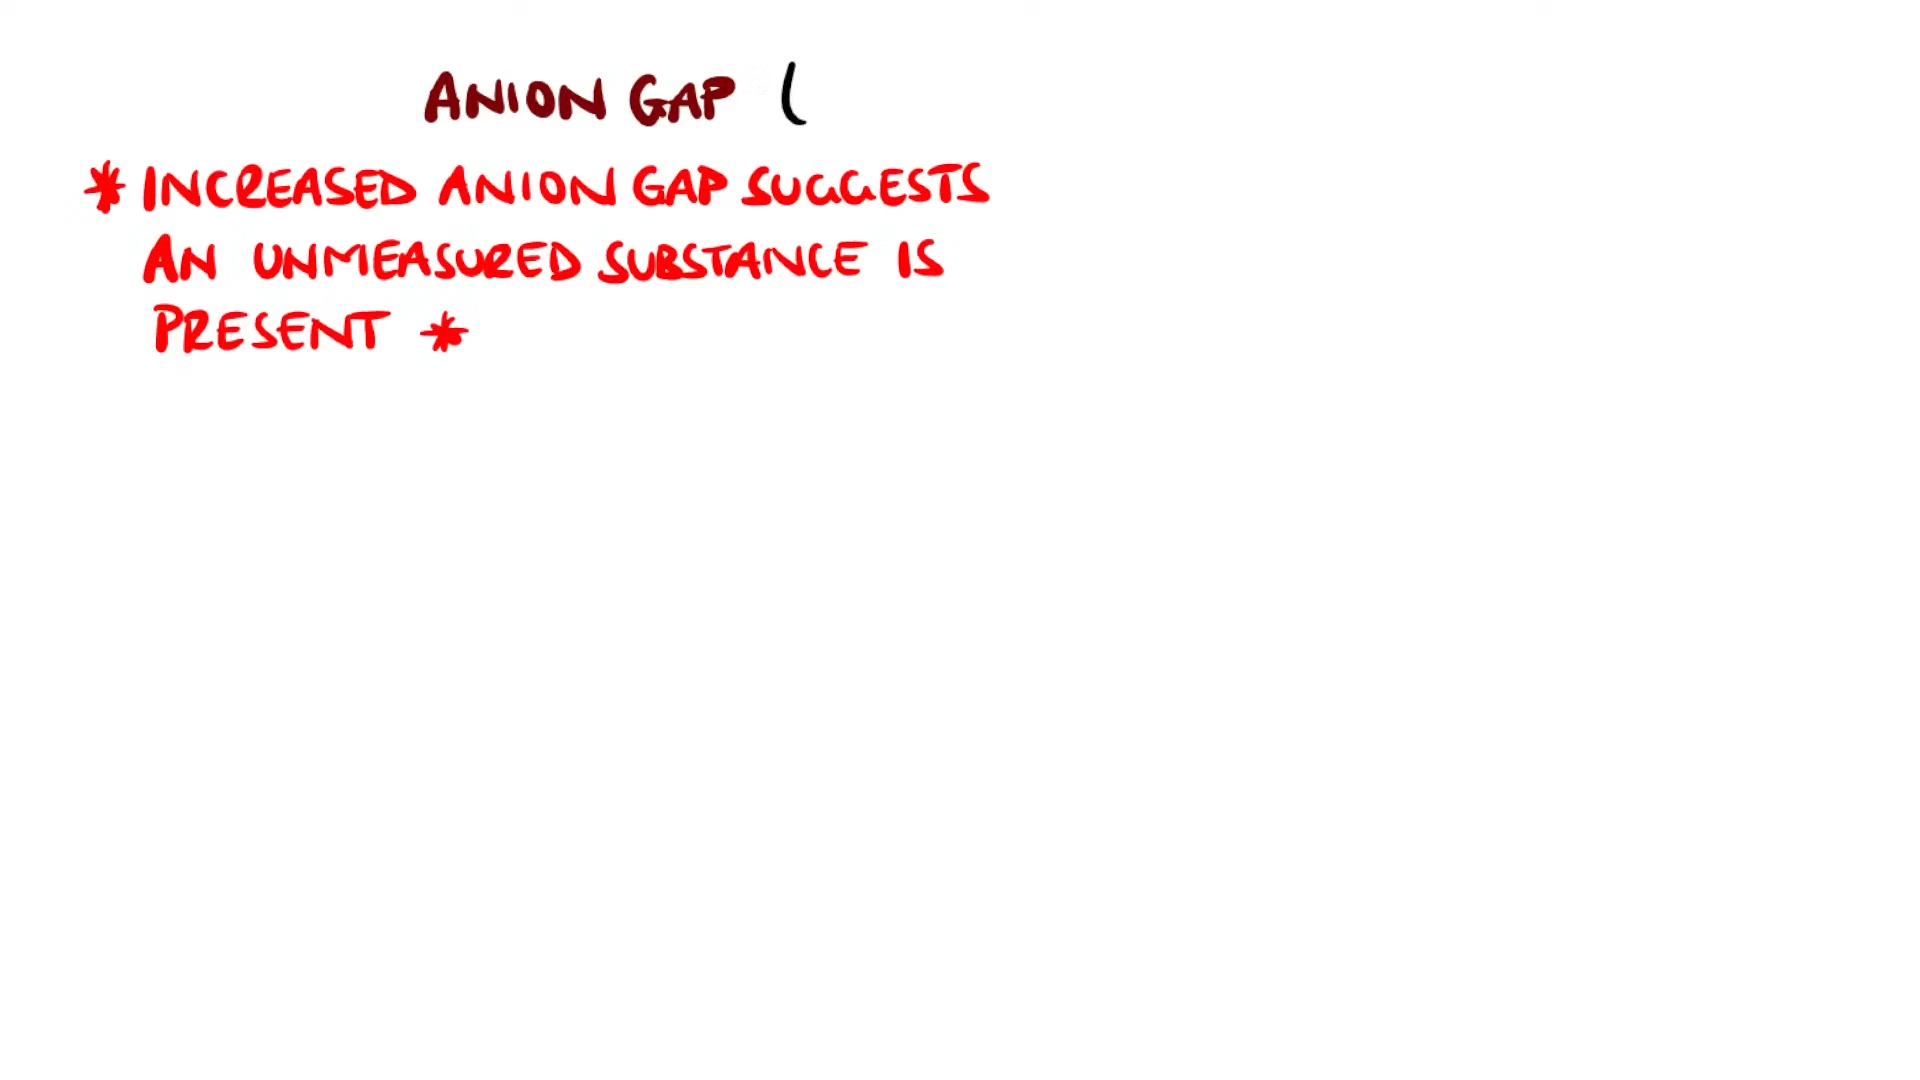 ANION GAP (
* INCREASED ANION GAP SUGGESTS
AN UNMEASURED SUBSTANCE IS
PRESENT *